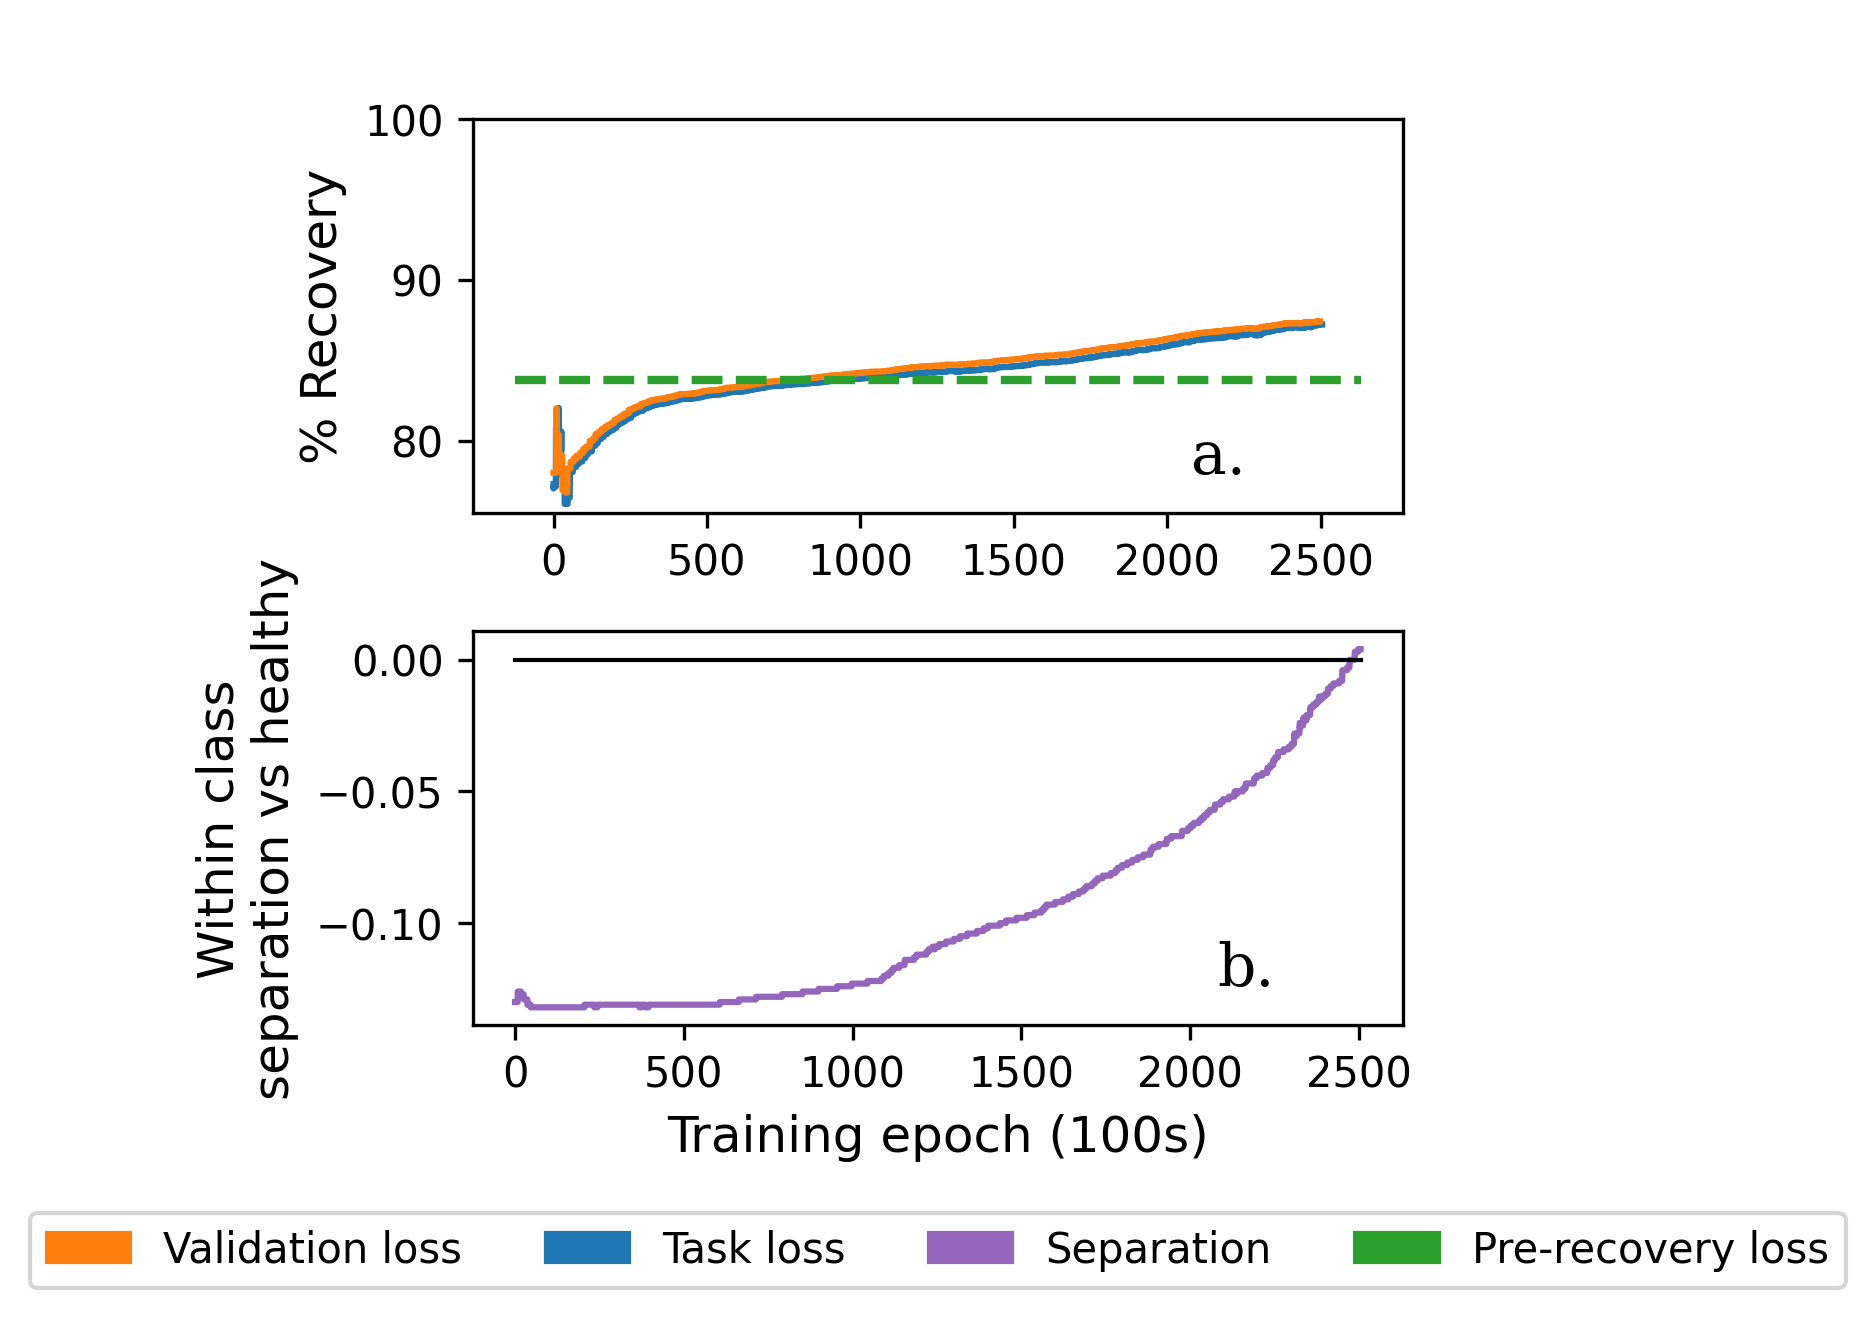 100
90
80
% Recovery
a.
0 500 1000 1500 2000 2500
0.00
−0.05
−0.10
Within class
separation vs healthy
b.
0 500 1000 1500 2000 2500
Training epoch (100s)
Validation loss Task loss Separation Pre-recovery loss